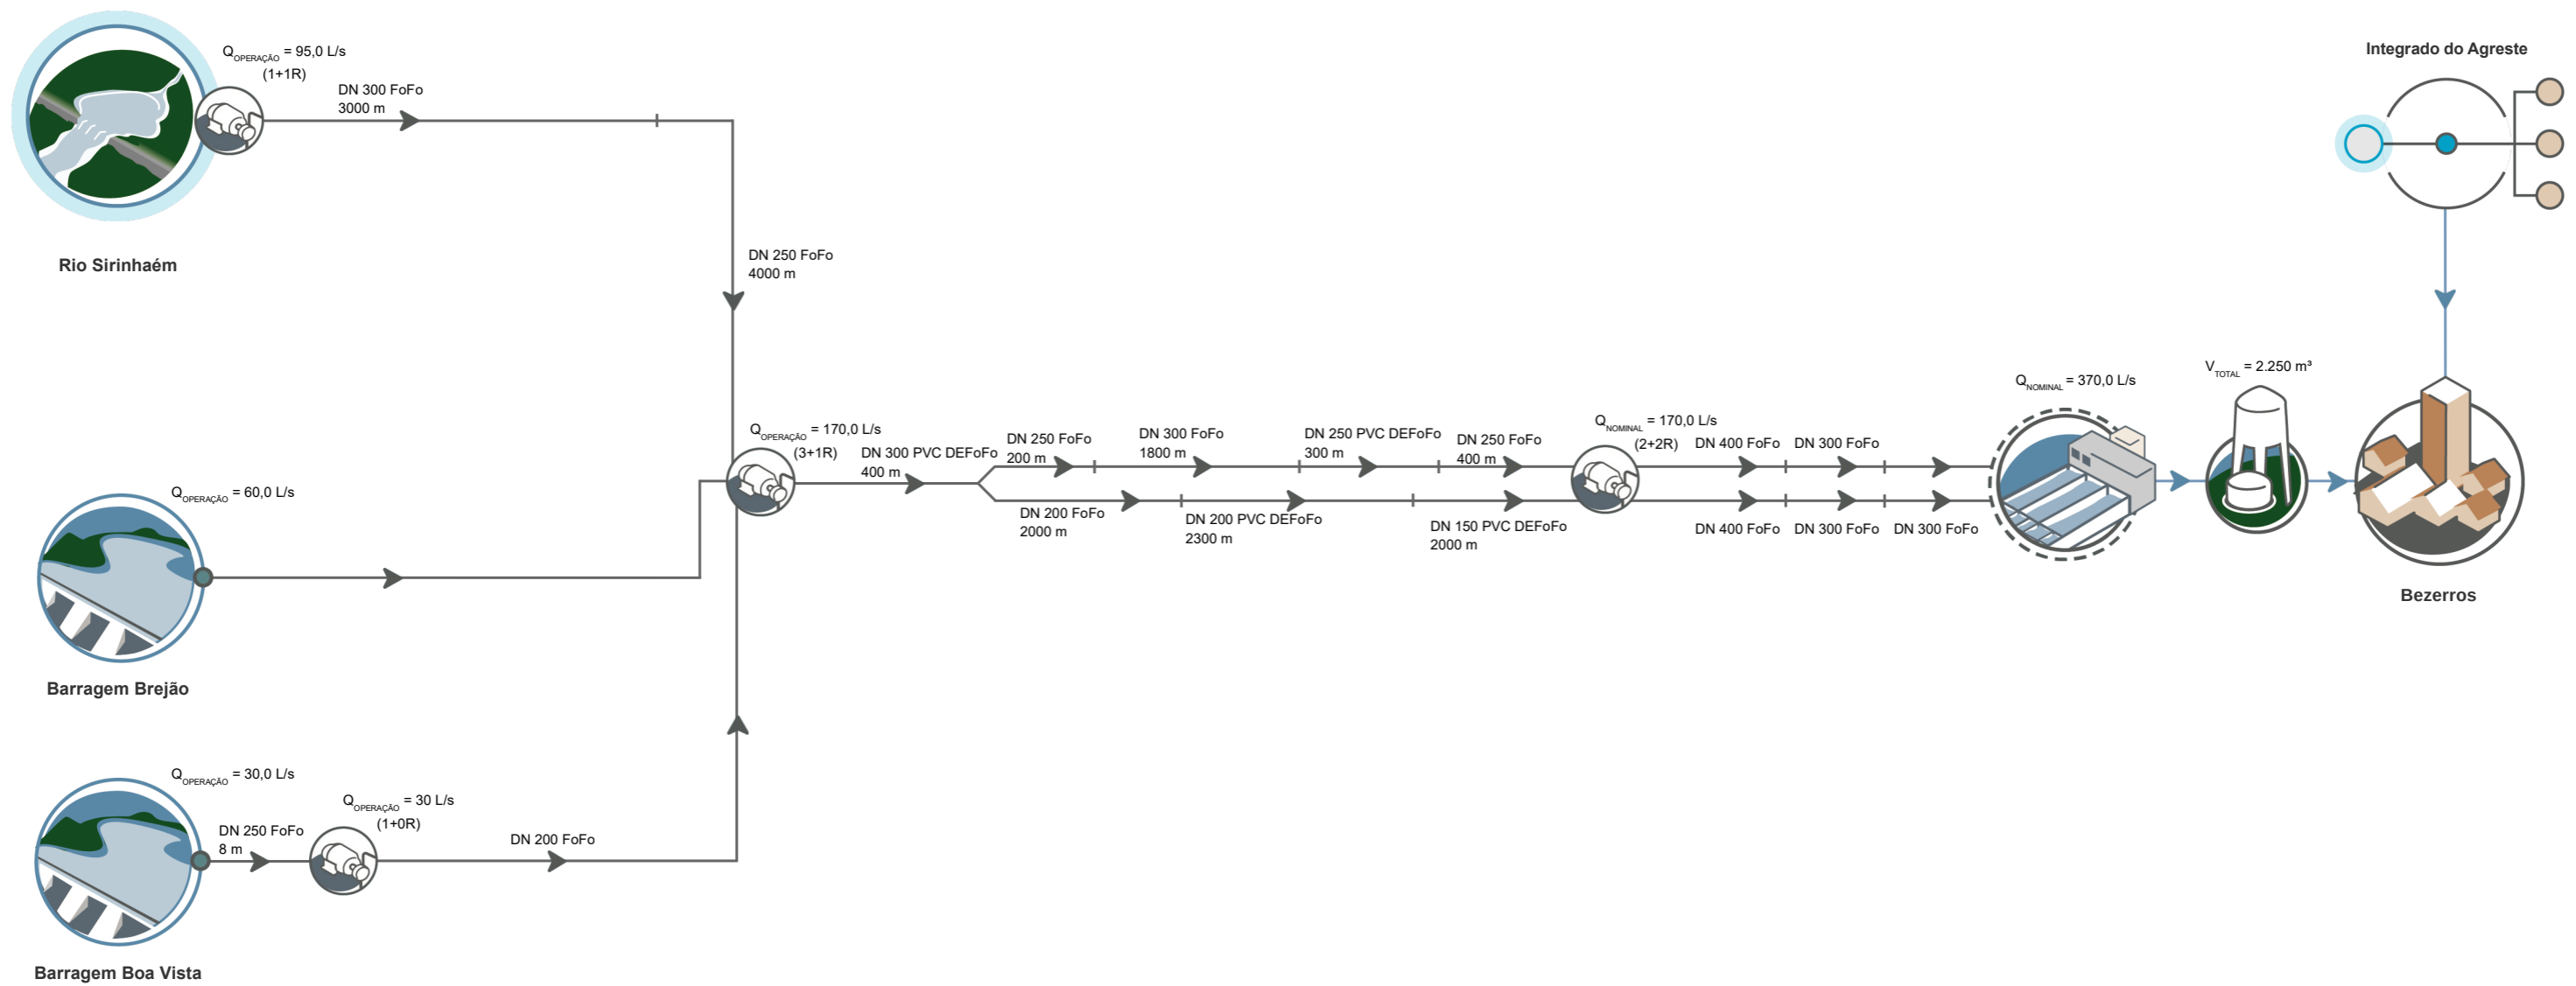 Integrado do Agreste
QOPERAÇÃO = 95,0 L/s
(1+1R)
DN 300 FoFo
3000 m
Rio Sirinhaém
DN 250 FoFo
4000 m
QOPERAÇÃO = 60,0 L/s
Barragem Brejão
QOPERAÇÃO = 30,0 L/s
DN 250 FoFo
8 m
QOPERAÇÃO = 30 L/s
(1+0R)
DN 200 FoFo
Barragem Boa Vista
QOPERAÇÃO = 170,0 L/s
(3+1R)
DN 300 PVC DEFoFo
400 m
DN 250 FoFo
200 m
DN 300 FoFo
1800 m
DN 250 PVC DEFoFo
300 m
DN 250 FoFo
400 m
DN 200 FoFo
2000 m
DN 200 PVC DEFoFo
2300 m
DN 150 PVC DEFoFo
2000 m
QNOMINAL = 170,0 L/s
(2+2R)
DN 400 FoFo
DN 300 FoFo
DN 400 FoFo
DN 300 FoFo
DN 300 FoFo
QNOMINAL = 370,0 L/s
VTOTAL = 2.250 m³
Bezerros